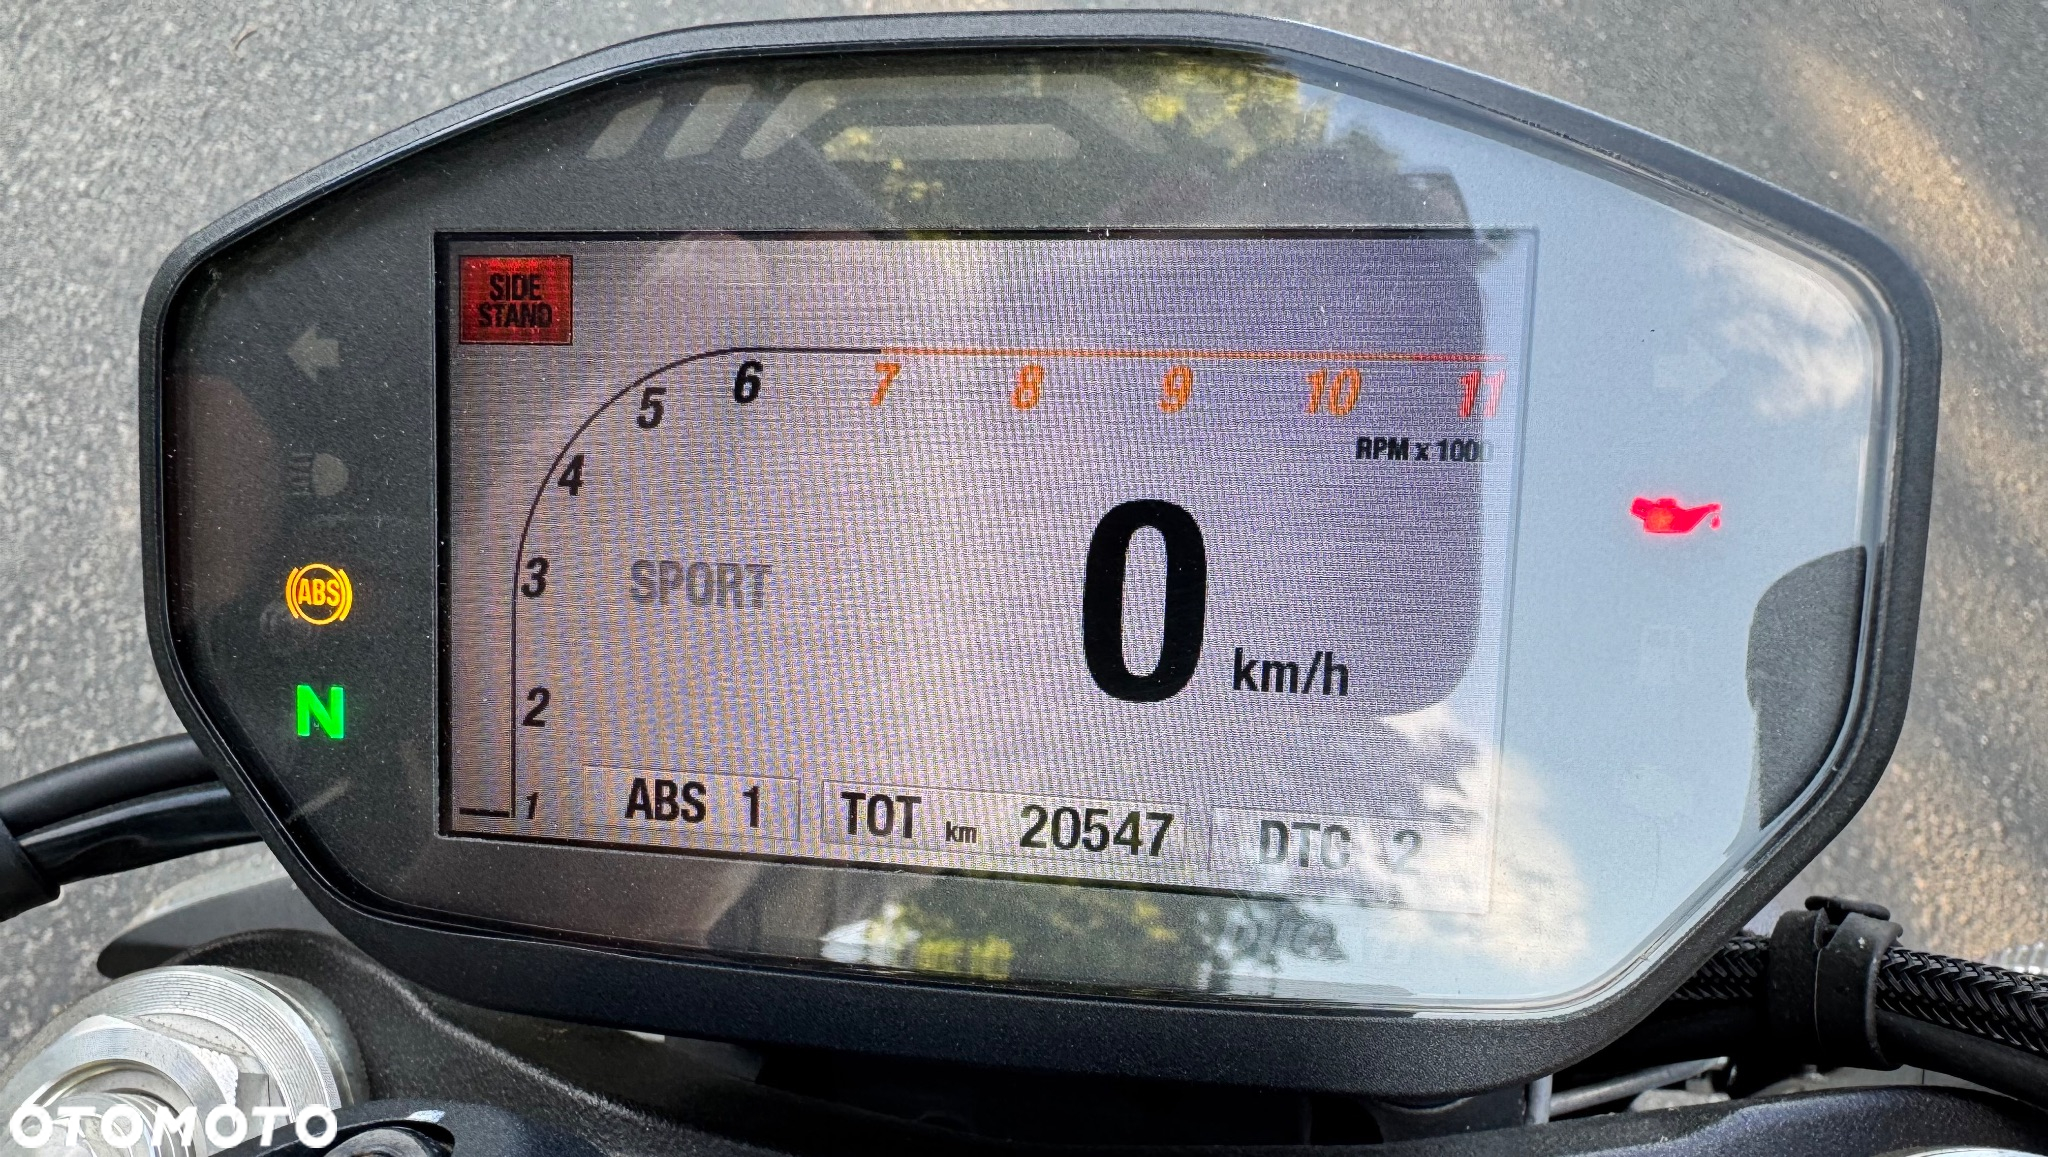 SIDE
STAND
1 2 3 4 5 6 7 8 9 10 11
RPM x 1000
SPORT
0 km/h
ABS
N
ABS 1 TOT km 20547 DTC 2
OTOMOTO